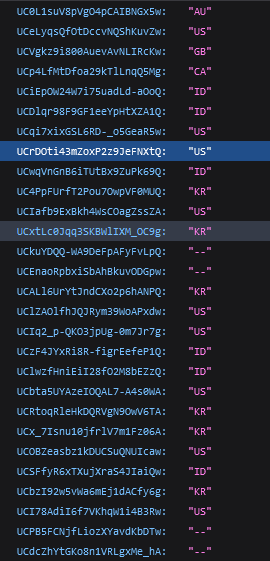 UC0L1suV8pVgO4pCAIBNGx5w: "AU"
UCeLyqsQfOtDccvNQShKuvZw: "US"
UCVgkz9i800AuevAvNLIRcKw: "GB"
UCp4LfMtDfoa29kTlLnqQ5Mg: "CA"
UCiEpOW24W7i75uadLd-aOoQ: "ID"
UCDlqr98F9GF1eeYpHtXZA1Q: "ID"
UCqi7xixGSL6RD-_o5GeaR5w: "US"
UCrDOti43mZoxP2z9JeFNXtQ: "US"
UCwqVnGnB6iTUtBx9ZuPk69Q: "ID"
UC4PpFUrfT2Pou7OwpVF0MUQ: "KR"
UCIafb9ExBkh4WsCOagZssZA: "US"
UCxtLc0Jqq3SKBWlIXM_OC9g: "KR"
UCkuYDQQ-WA9DeFpAFyFvLpQ: "--"
UCEnaoRpbxiSbAhBkuvODGpw: "--"
UCALl6UrYtJndCXo2p6hANPQ: "KR"
UClZAOlfhJQJRym39WoAPxdw: "US"
UCIq2_p-QKO3jpUg-0m7Jr7g: "US"
UCzF4JYxRi8R-figrEefeP1Q: "ID"
UClwzfHniEiI28fO2M8bEZzQ: "ID"
UCbta5UYAzeIOQAL7-A4s0WA: "US"
UCRtoqRleHkDQRVgN9OwV6TA: "KR"
UCx_7Isnu10jfrlV7m1Fz06A: "KR"
UCOBZeasbz1kDUCSuQNUIcaw: "US"
UCSFfyR6xTXujXraS4JIaiQw: "ID"
UCbzI92w5vWa6mEj1dACfy6g: "KR"
UCI78AdiI6f7VKhqW1i4B3Rw: "US"
UCPB5FCNjfLiozXYavdKbDTw: "--"
UCdcZhYtGKo8n1VRLgxMe_hA: "--"